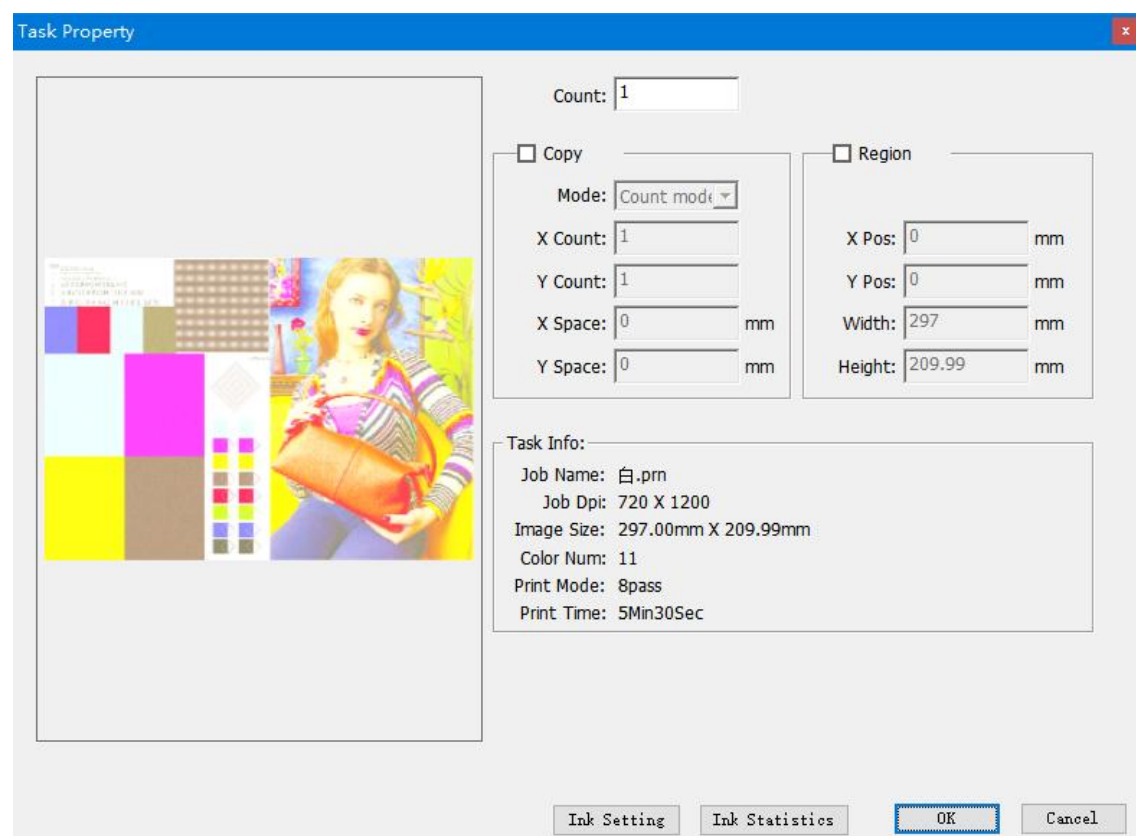 Task Property
x
Count: 1
Copy
Mode: Count mode
X Count: 1
Y Count: 1
X Space: 0 mm
Y Space: 0 mm
Region
X Pos: 0 mm
Y Pos: 0 mm
Width: 297 mm
Height: 209.99 mm
Task Info:
Job Name: 白.prn
Job Dpi: 720 X 1200
Image Size: 297.00mm X 209.99mm
Color Num: 11
Print Mode: 8pass
Print Time: 5Min30Sec
Ink Setting
Ink Statistics
OK
Cancel